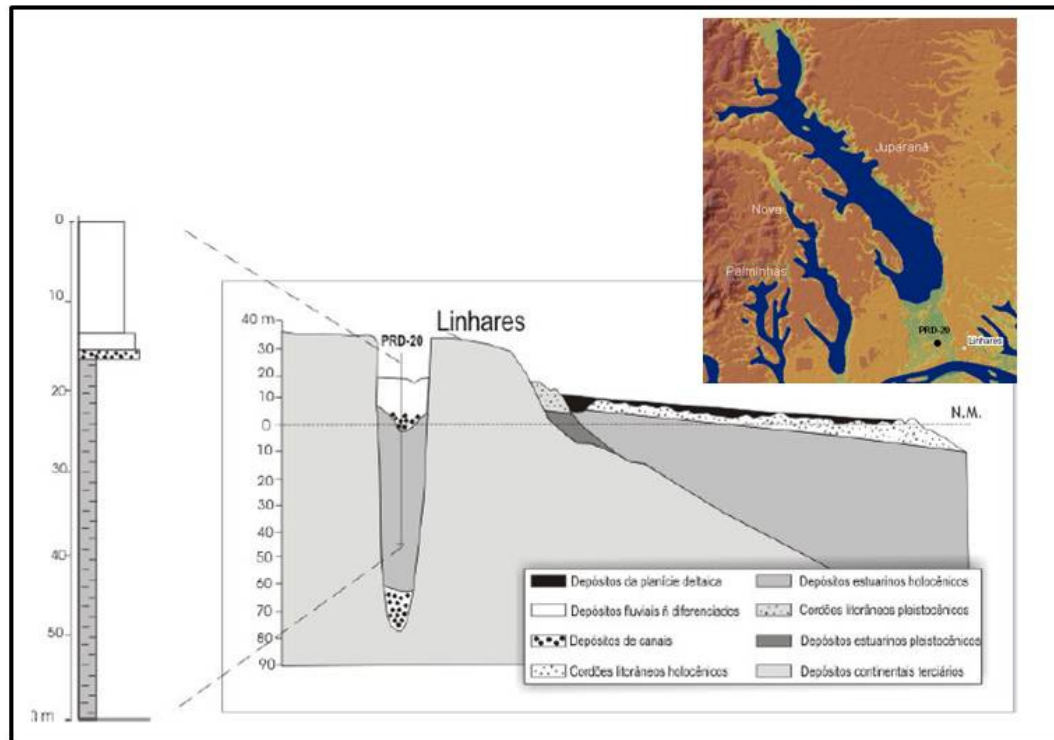 Juparanã
Nova
Palminhas
PRD-20
Linhares
0
10
20
30
40
50
40 m
30
20
10
0
10
20
30
40
50
60
70
80
90
Linhares
PRD-20
N.M.
Depósitos da planície deltaica
Depósitos fluviais ñ diferenciados
Depósitos de canais
Cordões litorâneos holocênicos
Depósitos estuarinos holocênicos
Cordões litorâneos pleistocênicos
Depósitos estuarinos pleistocênicos
Depósitos continentais terciários